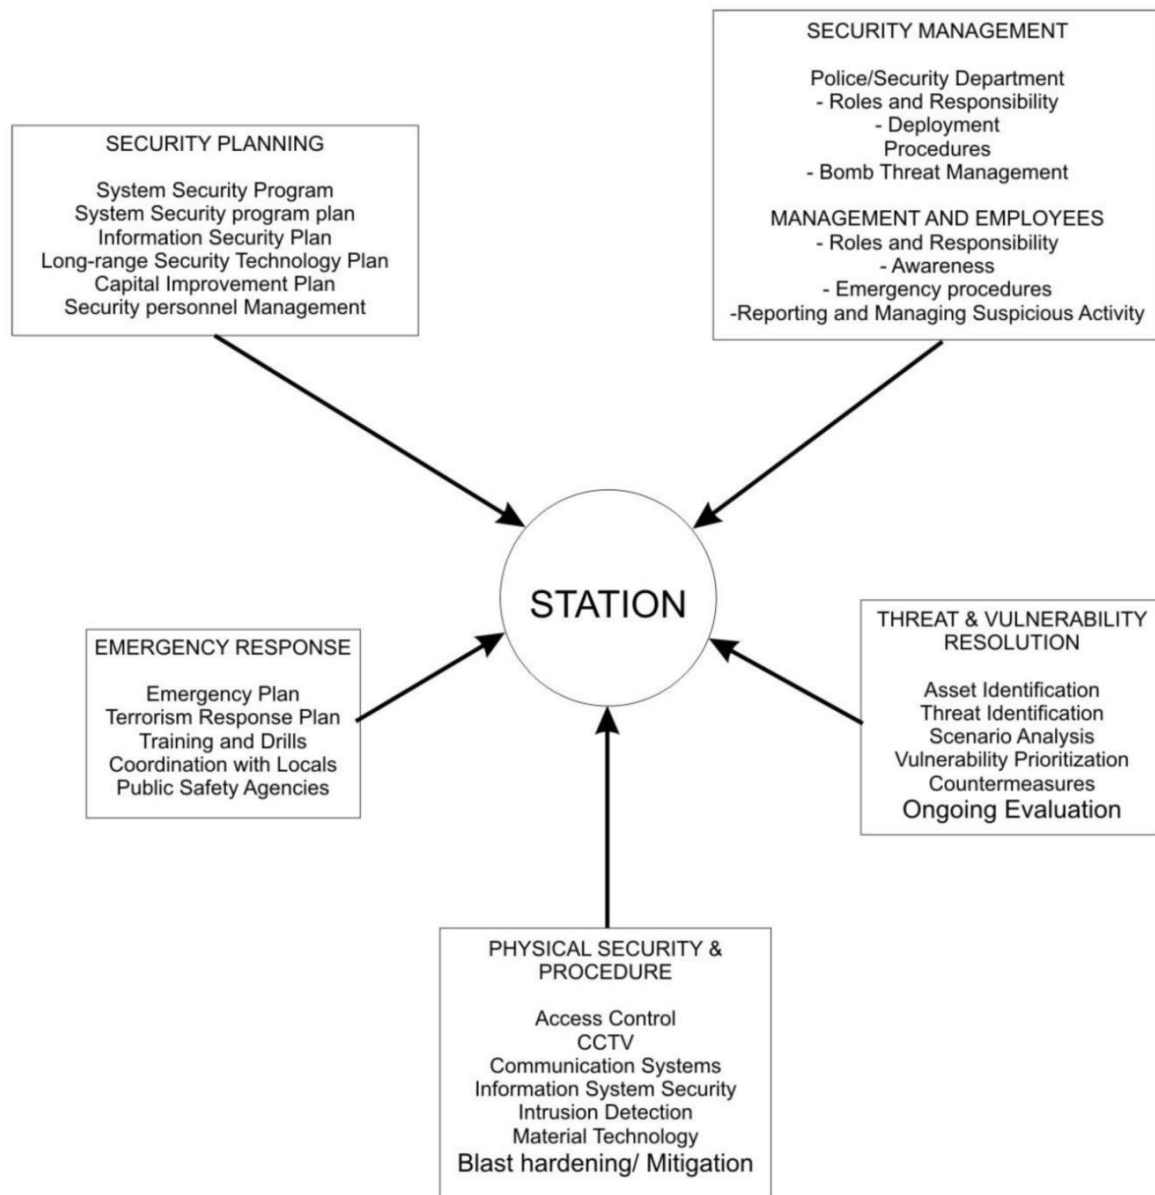 SECURITY PLANNING
System Security Program
System Security program plan
Information Security Plan
Long-range Security Technology Plan
Capital Improvement Plan
Security personnel Management
SECURITY MANAGEMENT
Police/Security Department
- Roles and Responsibility
- Deployment
Procedures
- Bomb Threat Management
MANAGEMENT AND EMPLOYEES
- Roles and Responsibility
- Awareness
- Emergency procedures
-Reporting and Managing Suspicious Activity
STATION
EMERGENCY RESPONSE
Emergency Plan
Terrorism Response Plan
Training and Drills
Coordination with Locals
Public Safety Agencies
THREAT & VULNERABILITY
RESOLUTION
Asset Identification
Threat Identification
Scenario Analysis
Vulnerability Prioritization
Countermeasures
Ongoing Evaluation
PHYSICAL SECURITY &
PROCEDURE
Access Control
CCTV
Communication Systems
Information System Security
Intrusion Detection
Material Technology
Blast hardening/ Mitigation